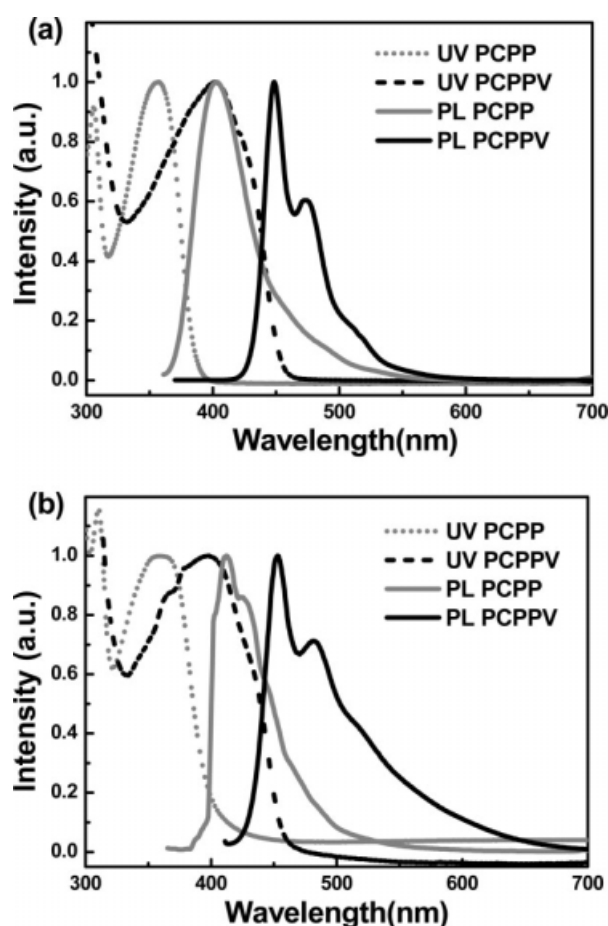 (a)
UV PCPP
UV PCPPV
PL PCPP
PL PCPPV
Intensity (a.u.)
1.0
0.8
0.6
0.4
0.2
0.0
300 400 500 600 700
Wavelength(nm)
(b)
UV PCPP
UV PCPPV
PL PCPP
PL PCPPV
Intensity (a.u.)
1.0
0.8
0.6
0.4
0.2
0.0
300 400 500 600 700
Wavelength(nm)